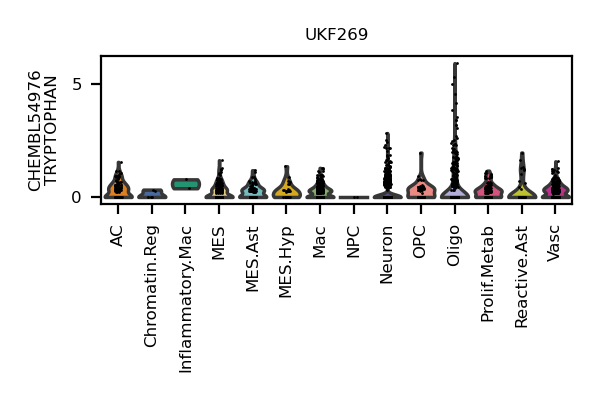 UKF269
CHEMBL54976
TRYPTOPHAN
5
0
AC
Chromatin.Reg
Inflammatory.Mac
MES
MES.Ast
MES.Hyp
Mac
NPC
Neuron
OPC
Oligo
Prolif.Metab
Reactive.Ast
Vasc